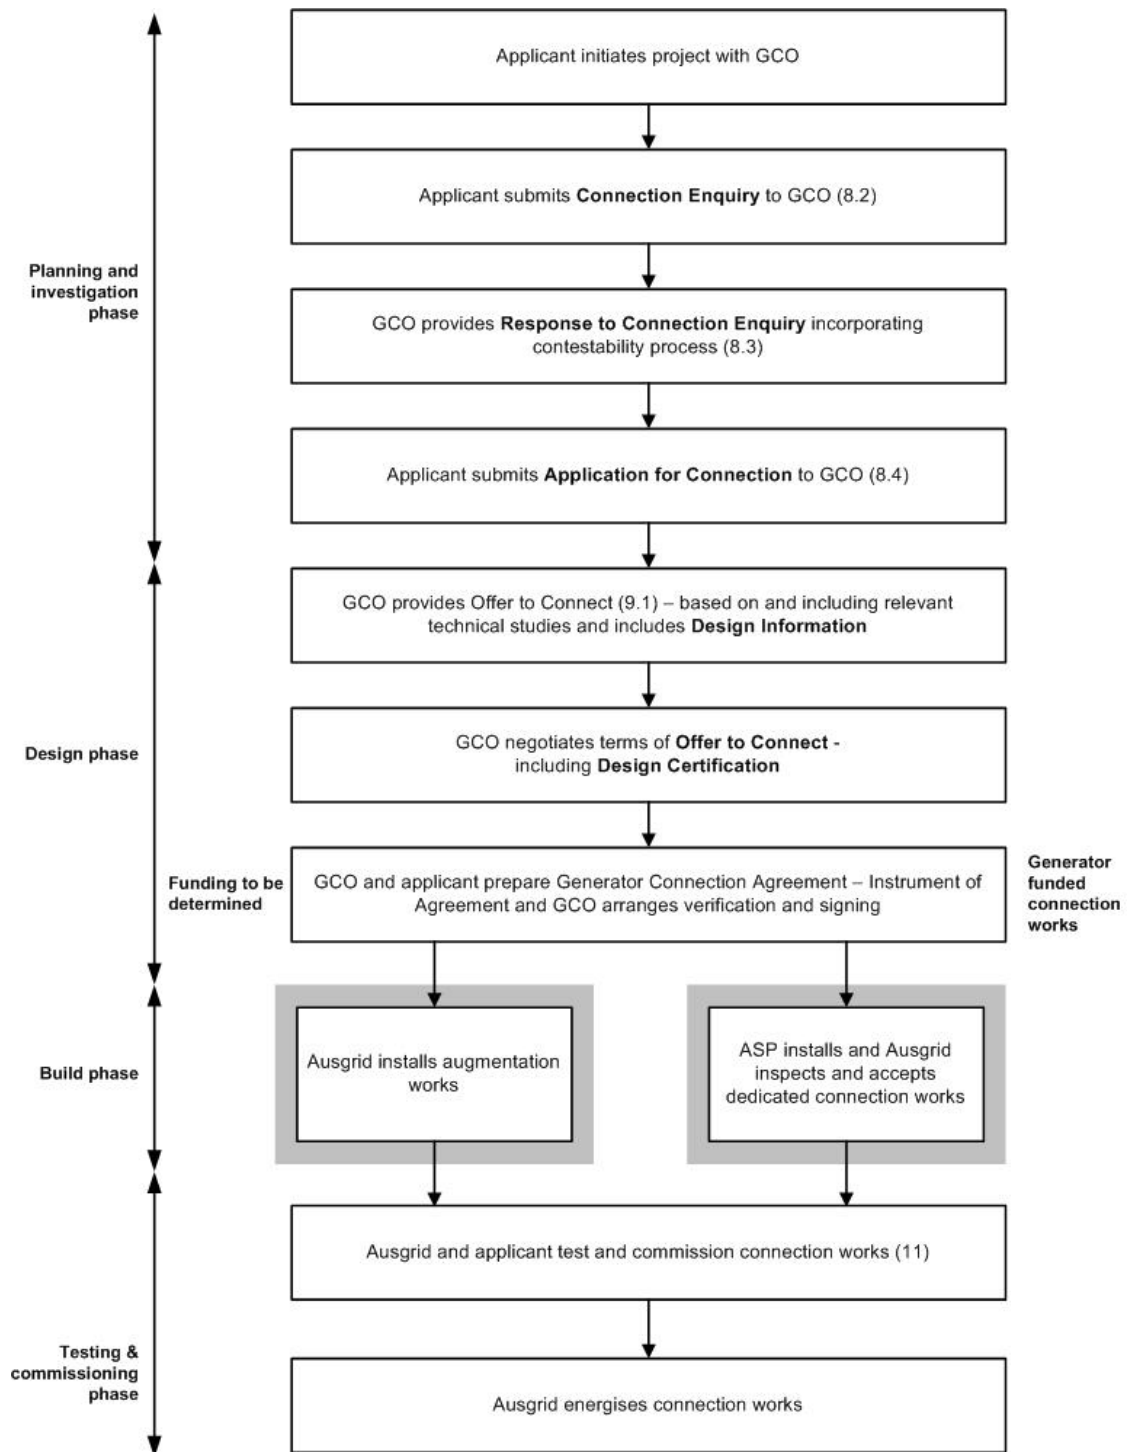 Applicant initiates project with GCO
Applicant submits Connection Enquiry to GCO (8.2)
Planning and
investigation
phase
GCO provides Response to Connection Enquiry incorporating
contestability process (8.3)
Applicant submits Application for Connection to GCO (8.4)
GCO provides Offer to Connect (9.1) – based on and including relevant
technical studies and includes Design Information
Design phase
GCO negotiates terms of Offer to Connect -
including Design Certification
Funding to be
determined
GCO and applicant prepare Generator Connection Agreement – Instrument of
Agreement and GCO arranges verification and signing
Generator
funded
connection
works
Build phase
Ausgrid installs augmentation
works
ASP installs and Ausgrid
inspects and accepts
dedicated connection works
Ausgrid and applicant test and commission connection works (11)
Testing &
commissioning
phase
Ausgrid energises connection works